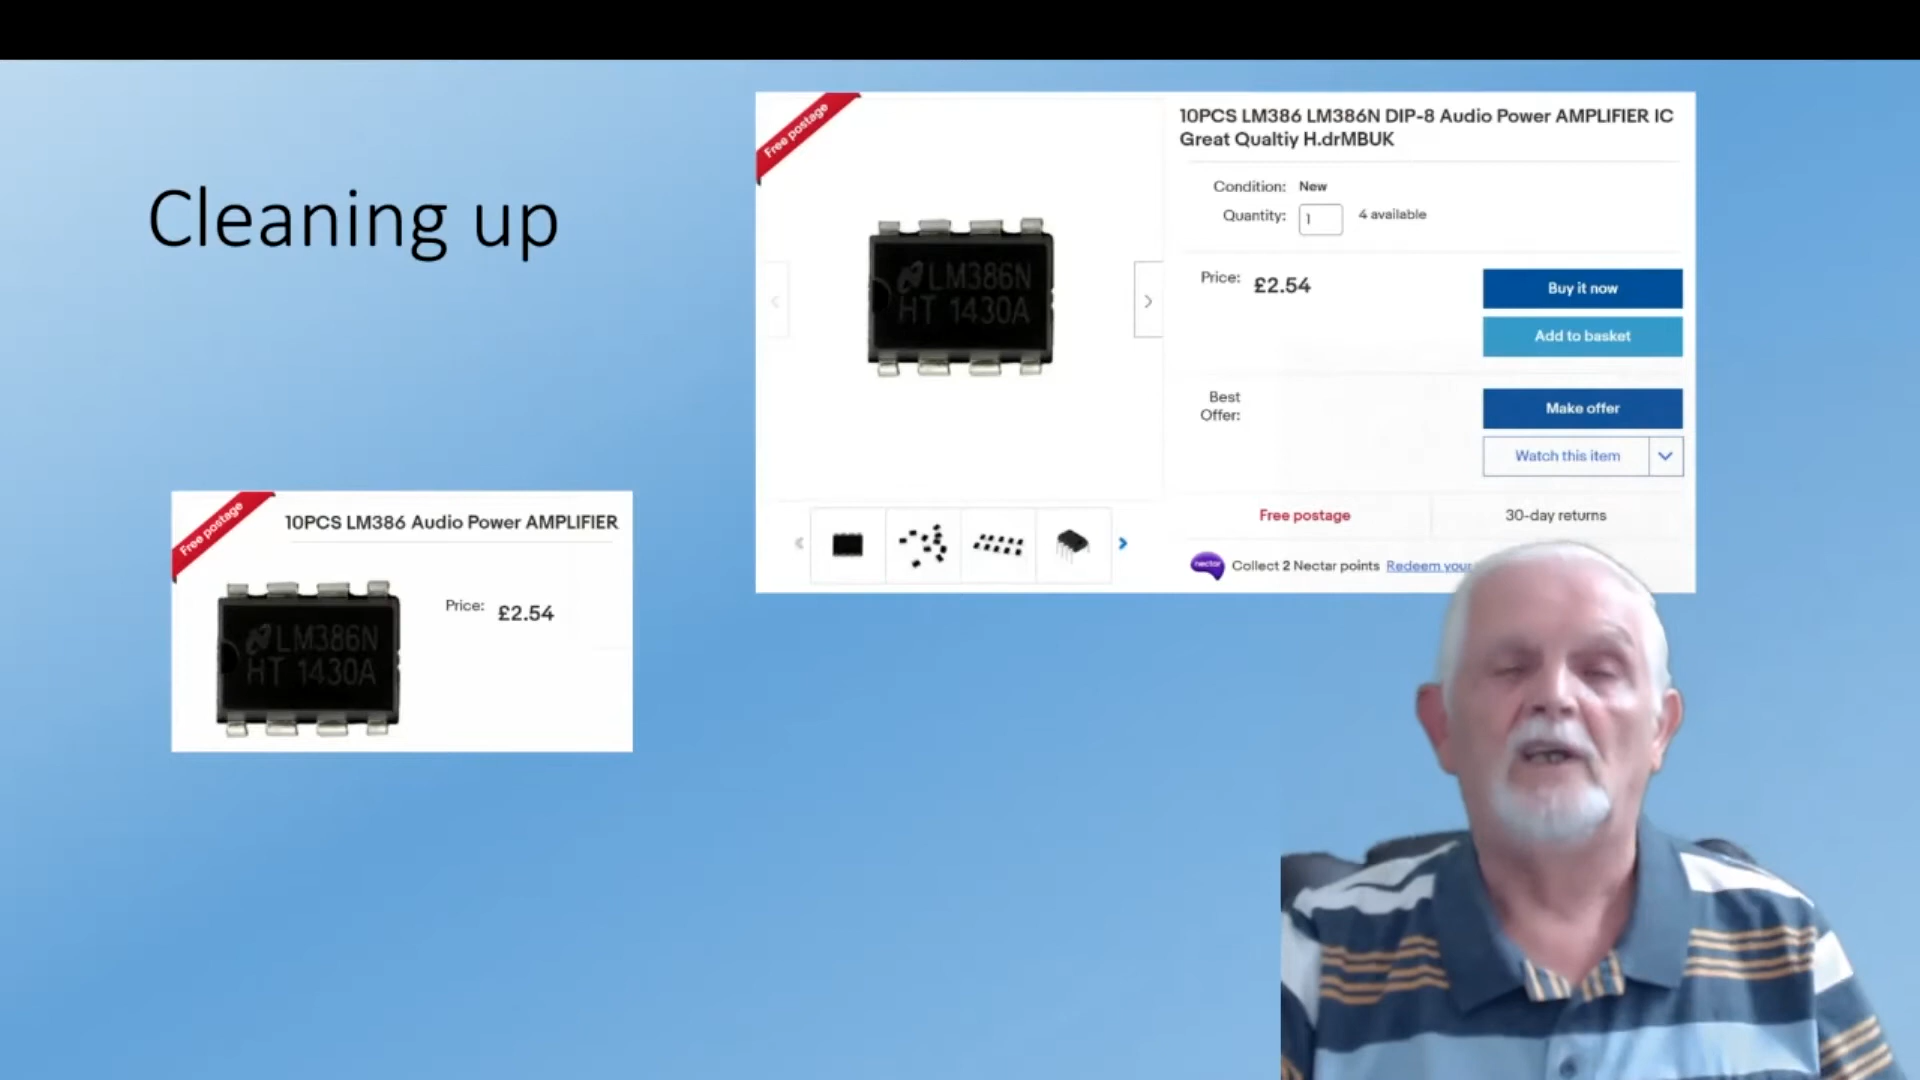 Cleaning up
Free postage
10PCS LM386 LM386N DIP-8 Audio Power AMPLIFIER IC
Great Qualtiy H.drMBUK
Condition: New
Quantity: 1 4 available
LM386N
HT 1430A
Price: £2.54
Buy it now
Add to basket
Best
Offer:
Make offer
Watch this item
Free postage
30-day returns
nectar Collect 2 Nectar points Redeem your
Free postage
10PCS LM386 Audio Power AMPLIFIER
Price: £2.54
LM386N
HT 1430A